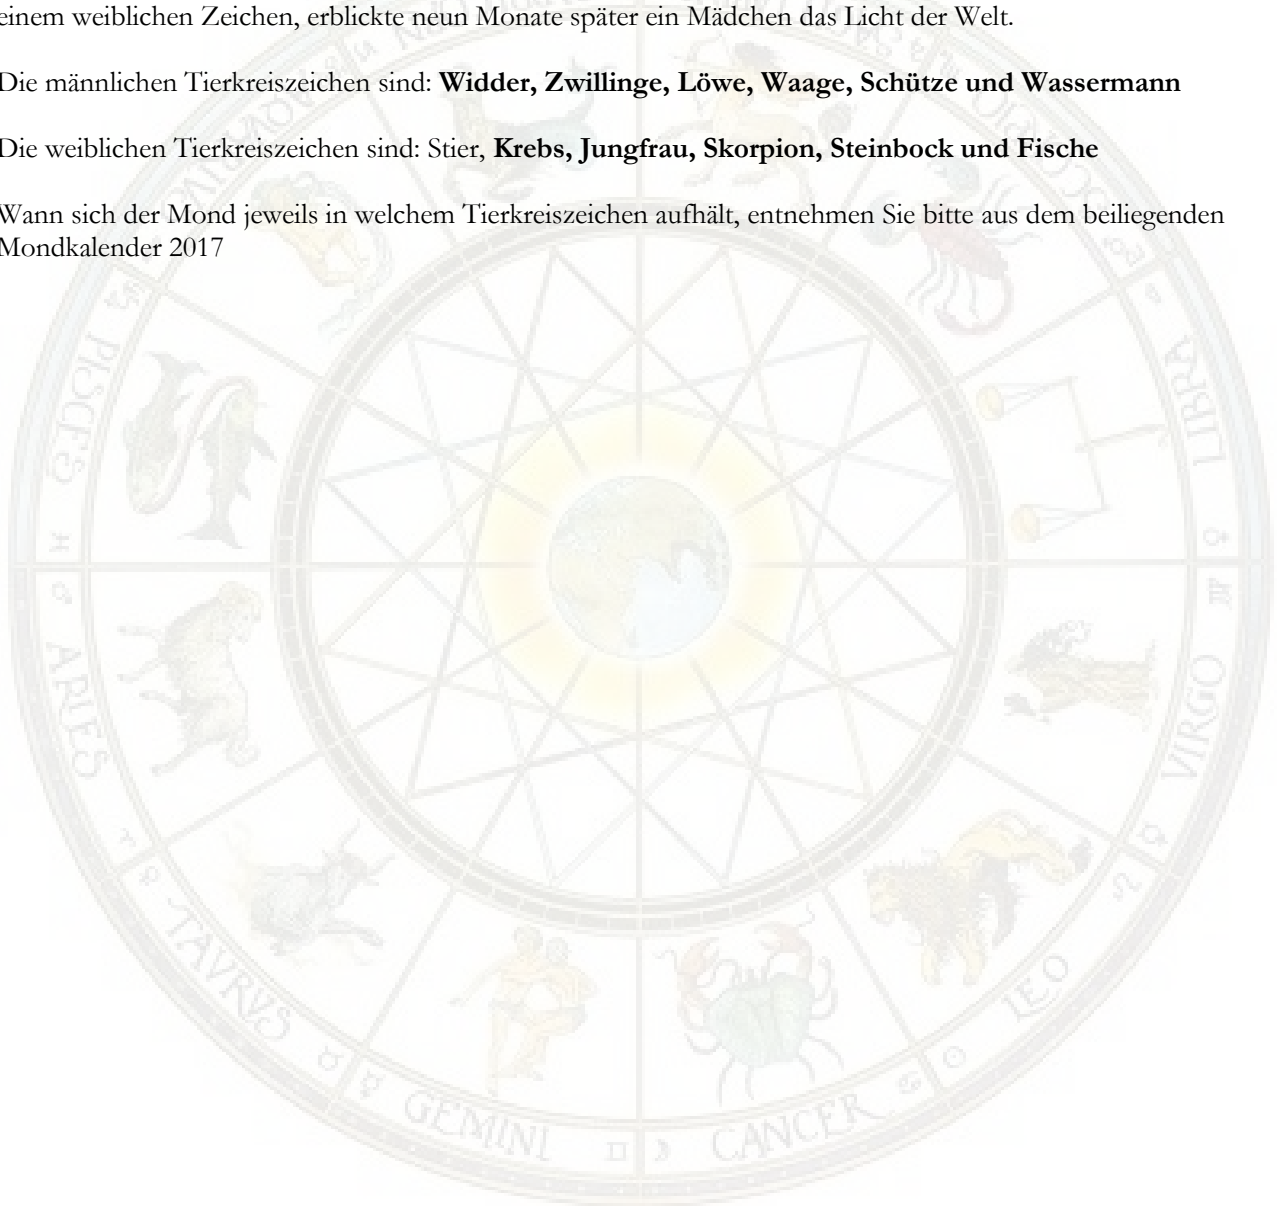 einem weiblichen Zeichen, erblickte neun Monate später ein Mädchen das Licht der Welt.
Die männlichen Tierkreiszeichen sind: Widder, Zwillinge, Löwe, Waage, Schütze und Wassermann
Die weiblichen Tierkreiszeichen sind: Stier, Krebs, Jungfrau, Skorpion, Steinbock und Fische
Wann sich der Mond jeweils in welchem Tierkreiszeichen aufhält, entnehmen Sie bitte aus dem beiliegenden
Mondkalender 2017
PISCES
LIBRA
ARIES
VIRGO
TAVRVS
LEO
GEMINI
CANCER